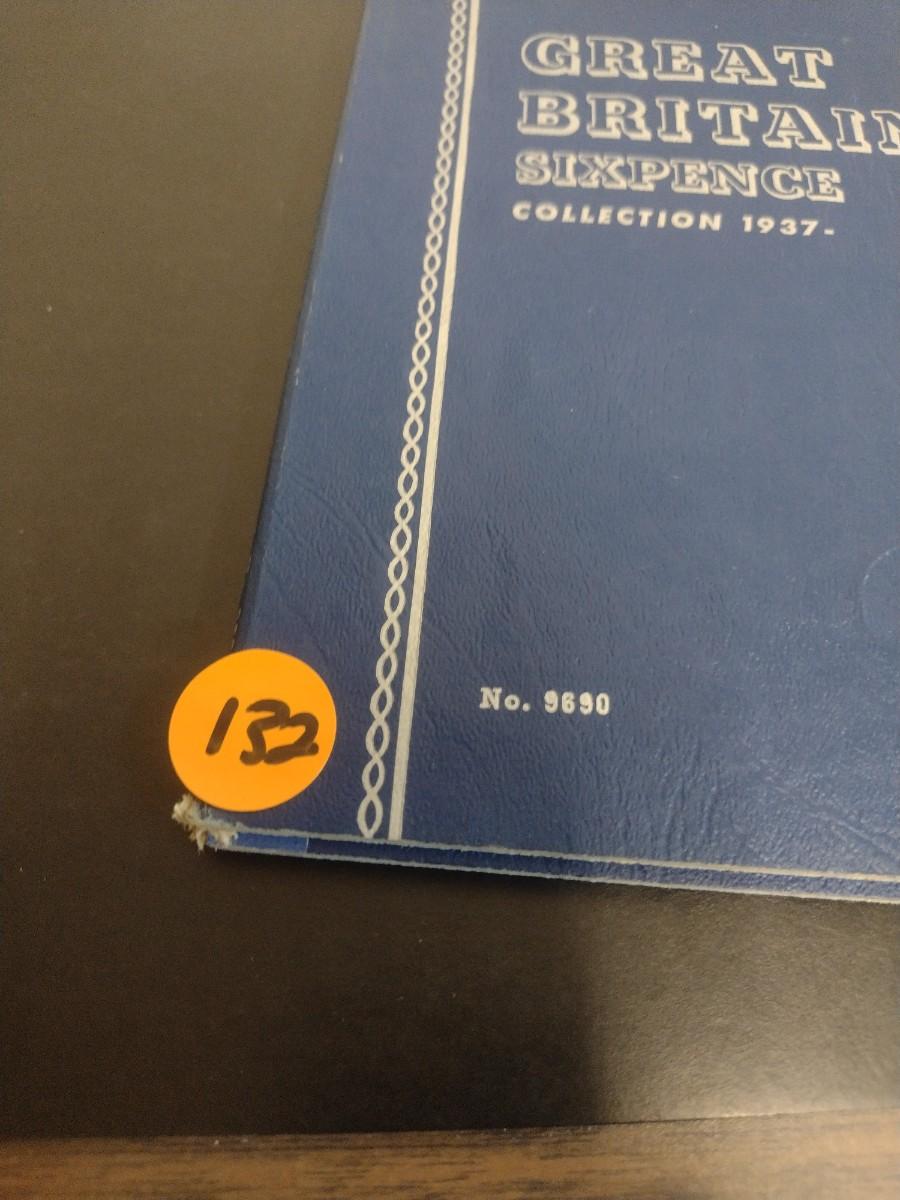 GREAT
BRITAIN
SIXPENCE
COLLECTION 1937-
No. 9690
132